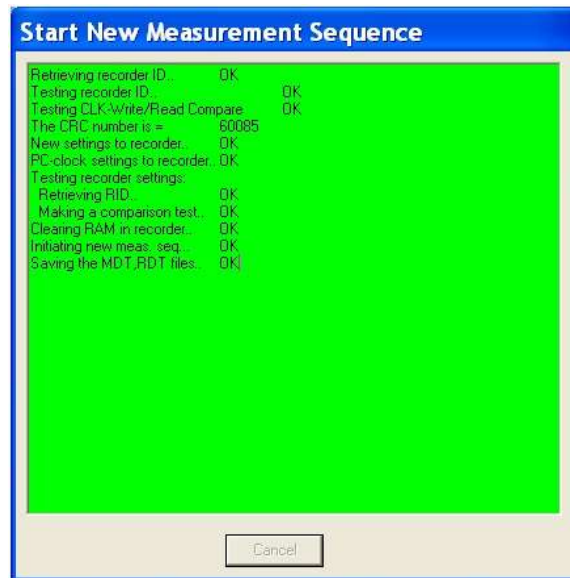 Start New Measurement Sequence
Retrieving recorder ID.. OK
Testing recorder ID.. OK
Testing CLK-Write/Read Compare OK
The CRC number is = 60085
New settings to recorder.. OK
PC-clock settings to recorder.. OK
Testing recorder settings:
Retrieving RID.. OK
Making a comparison test.. OK
Clearing RAM in recorder.. OK
Initiating new meas. seq... OK
Saving the MDT,RDT files.. OK
Cancel